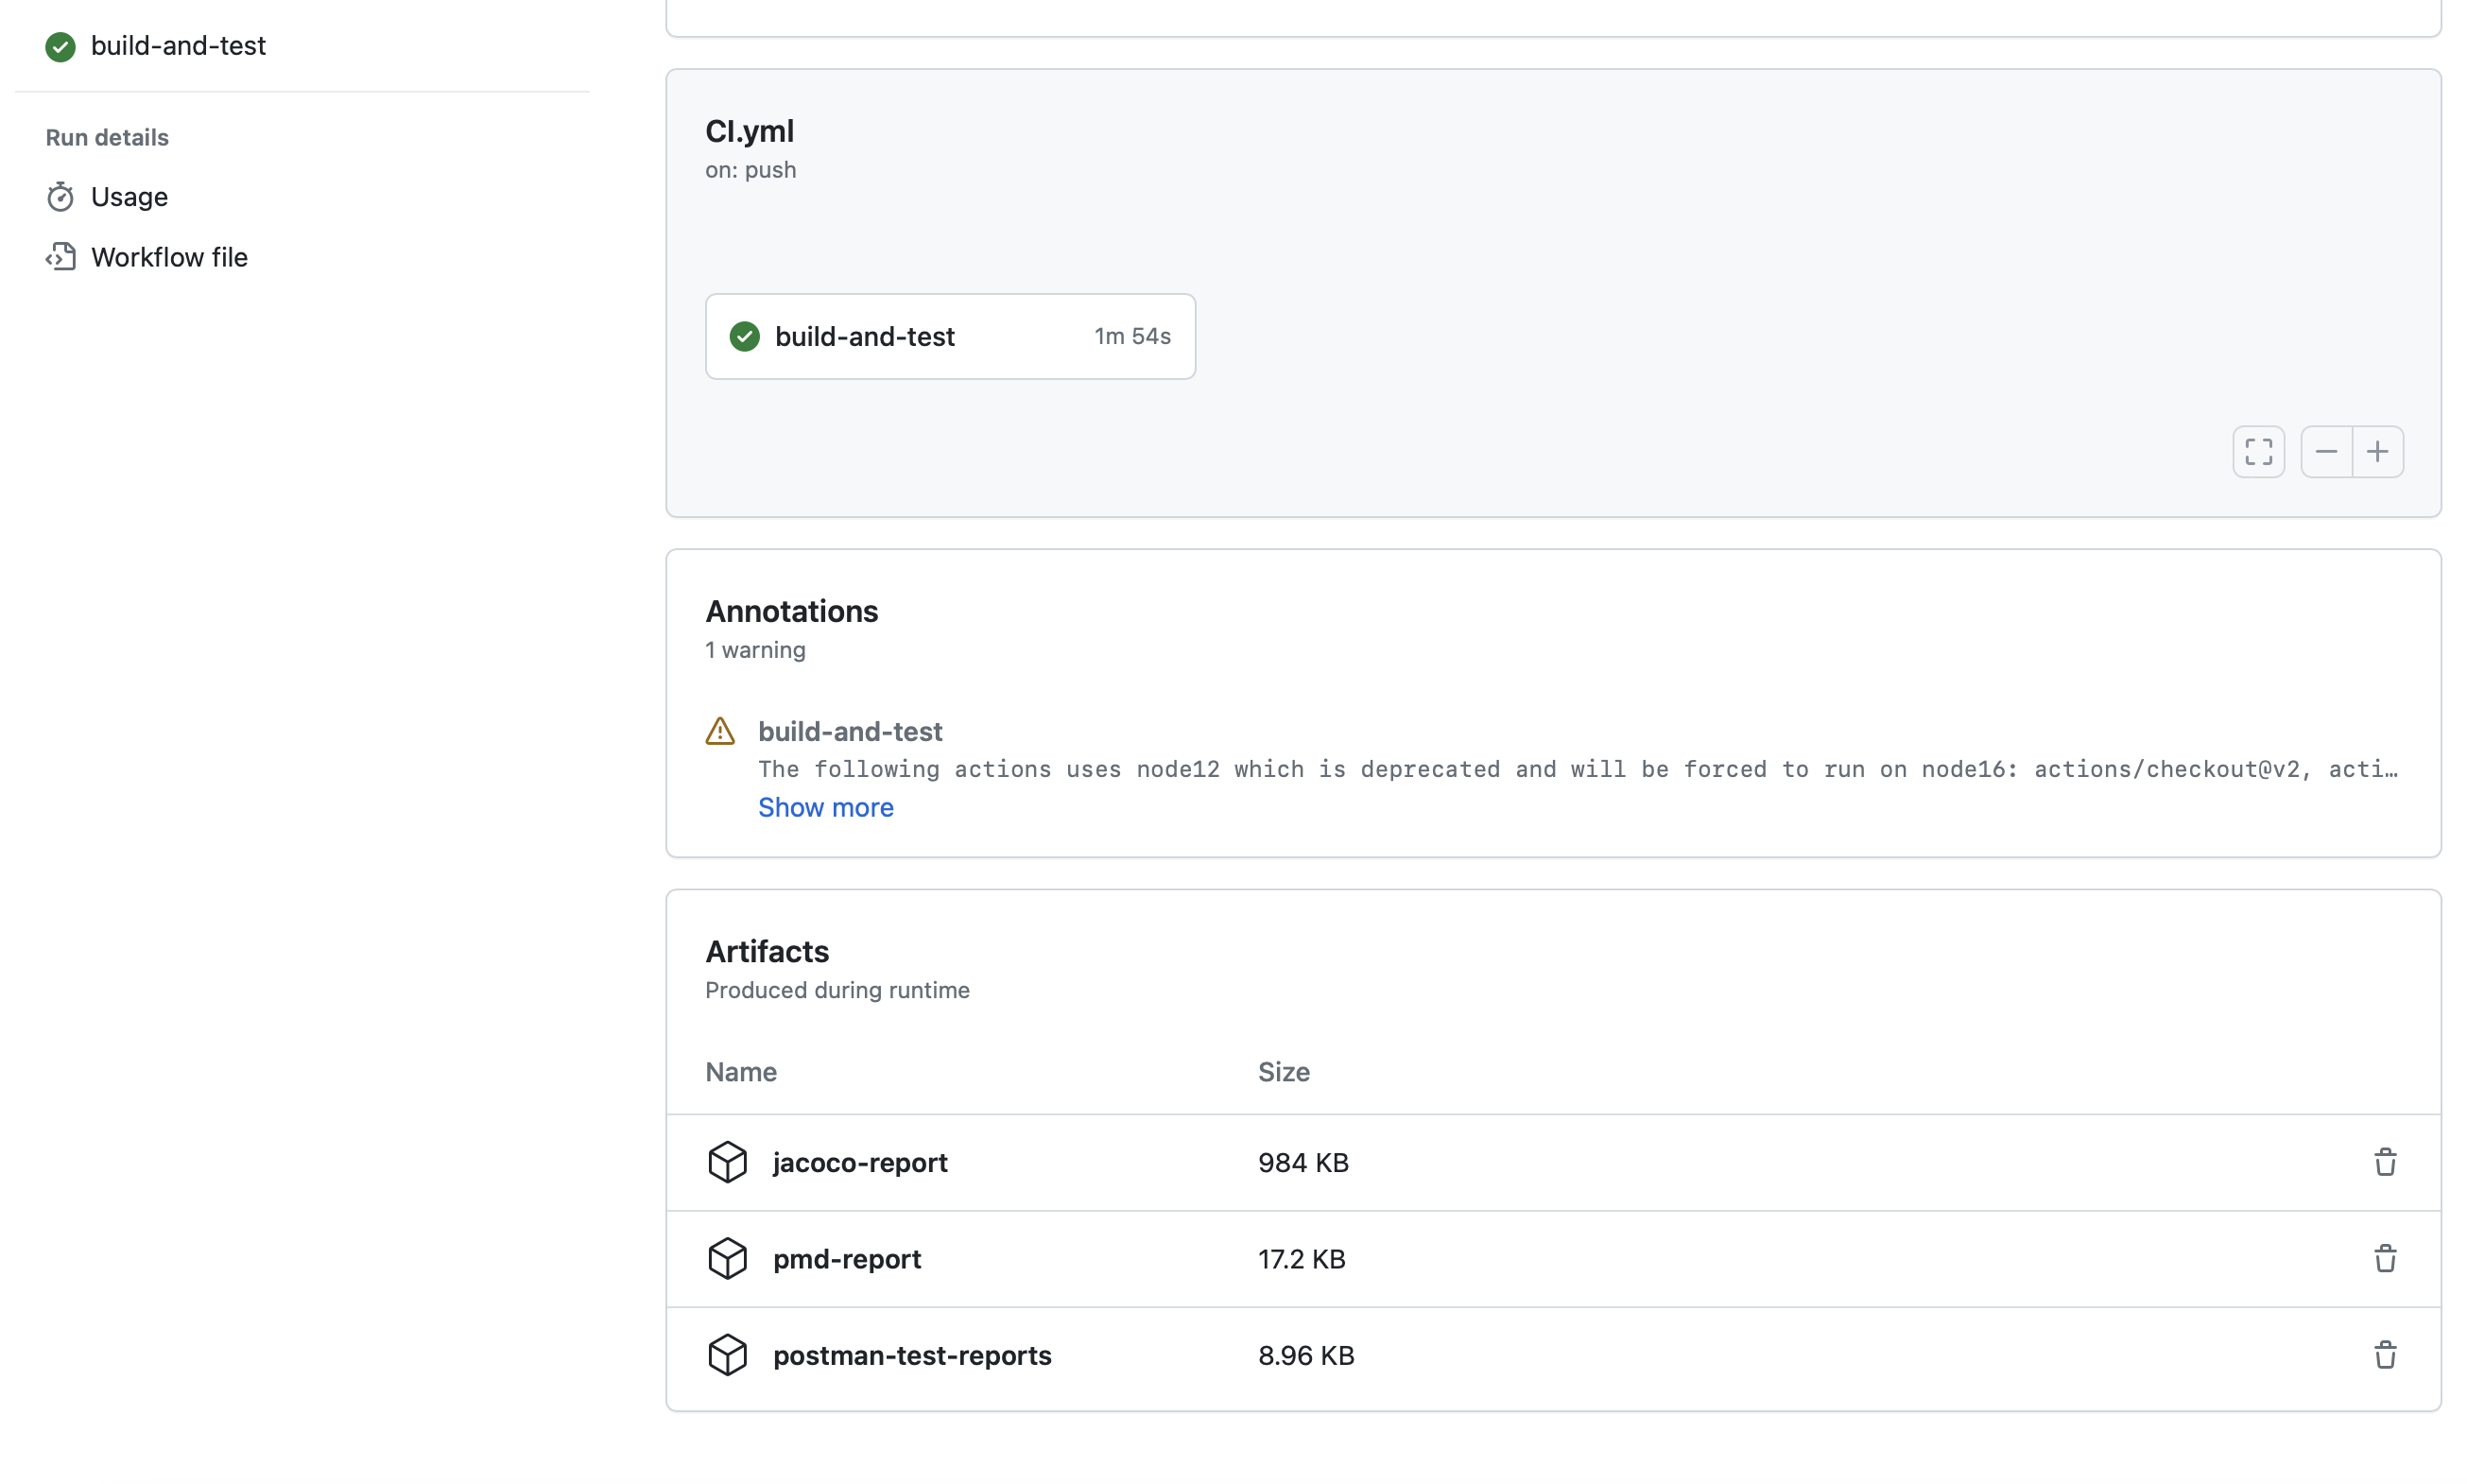 build-and-test
Run details
Usage
Workflow file
CI.yml
on: push
build-and-test
1m 54s
Annotations
1 warning
build-and-test
The following actions uses node12 which is deprecated and will be forced to run on node16: actions/checkout@v2, acti…
Show more
Artifacts
Produced during runtime
Name Size
jacoco-report 984 KB
pmd-report 17.2 KB
postman-test-reports 8.96 KB